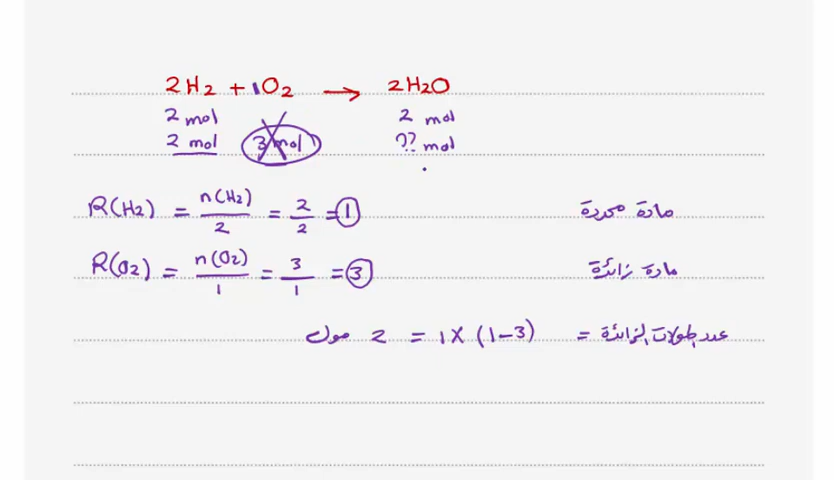 2H2 + 1O2 → 2H2O
2 mol 2 mol
2 mol 3 mol ?? mol
R(H2) = n(H2)/2 = 2/2 = 1 مادة محددة
R(O2) = n(O2)/1 = 3/1 = 3 مادة زائدة
عدد المولات الزائدة = (1-3) × 1 = 2 مول